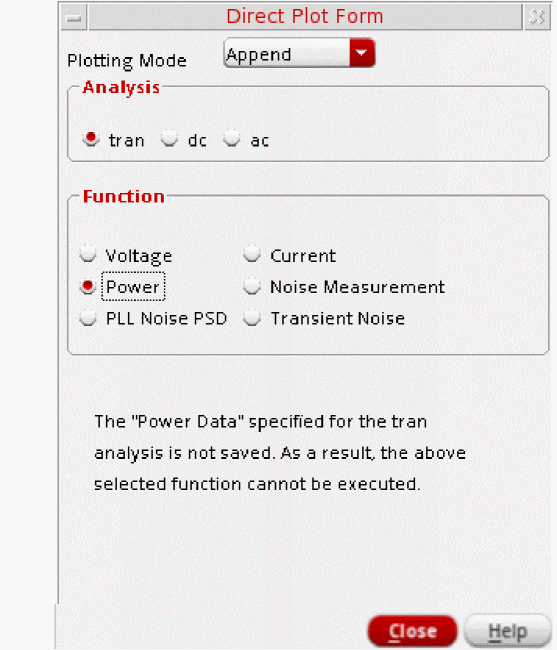 Direct Plot Form
Plotting Mode Append
Analysis
tran dc ac
Function
Voltage Current
Power Noise Measurement
PLL Noise PSD Transient Noise
The "Power Data" specified for the tran
analysis is not saved. As a result, the above
selected function cannot be executed.
Close Help